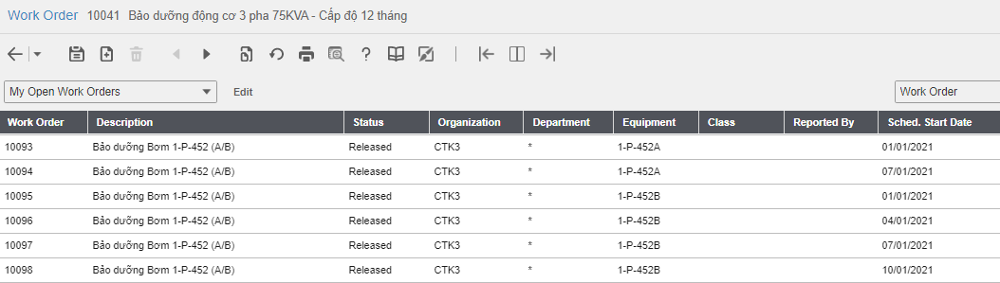 Work Order 10041 Bảo dưỡng động cơ 3 pha 75KVA - Cấp độ 12 tháng
My Open Work Orders Edit Work Order
Work Order Description Status Organization Department Equipment Class Reported By Sched. Start Date
10093 Bảo dưỡng Bơm 1-P-452 (A/B) Released CTK3 * 1-P-452A 01/01/2021
10094 Bảo dưỡng Bơm 1-P-452 (A/B) Released CTK3 * 1-P-452A 07/01/2021
10095 Bảo dưỡng Bơm 1-P-452 (A/B) Released CTK3 * 1-P-452B 01/01/2021
10096 Bảo dưỡng Bơm 1-P-452 (A/B) Released CTK3 * 1-P-452B 04/01/2021
10097 Bảo dưỡng Bơm 1-P-452 (A/B) Released CTK3 * 1-P-452B 07/01/2021
10098 Bảo dưỡng Bơm 1-P-452 (A/B) Released CTK3 * 1-P-452B 10/01/2021